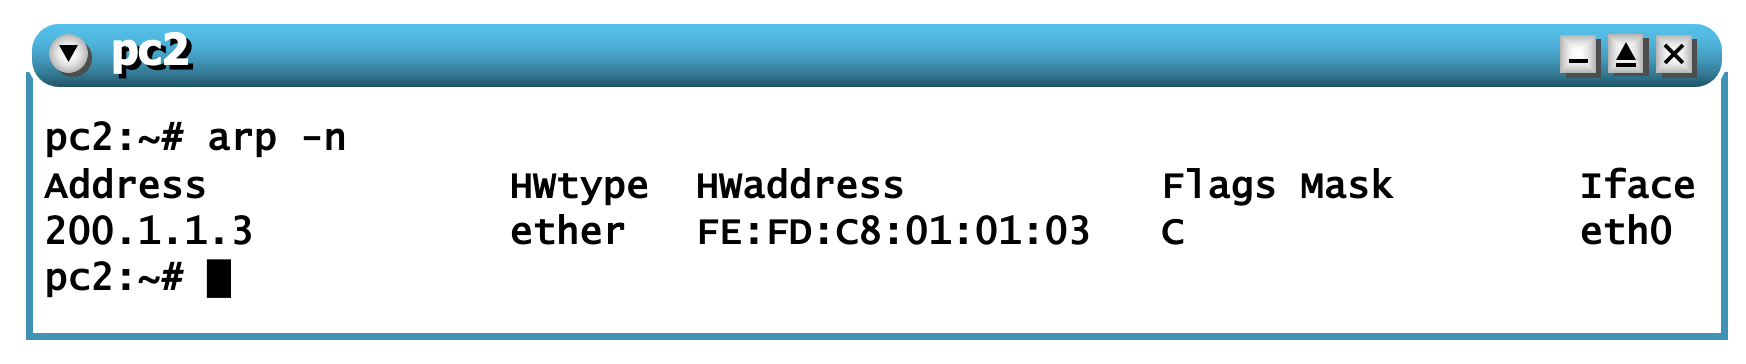 pc2
pc2:~# arp -n
Address HWtype HWaddress Flags Mask Iface
200.1.1.3 ether FE:FD:C8:01:01:03 C eth0
pc2:~#